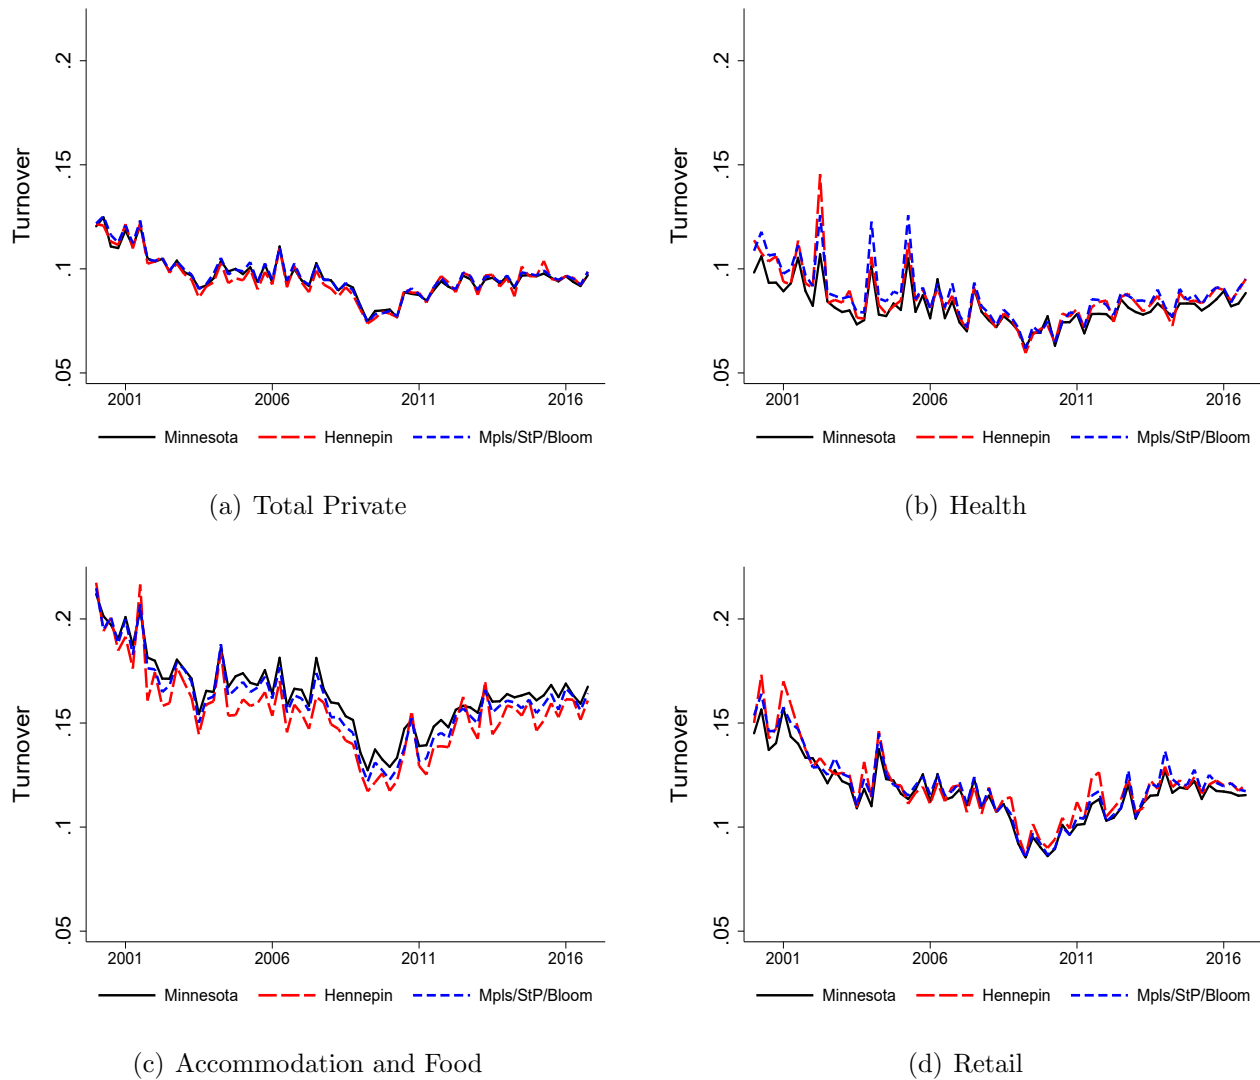 Turnover
.2
.15
.1
.05
2001 2006 2011 2016
Minnesota Hennepin Mpls/StP/Bloom
(a) Total Private
Turnover
.2
.15
.1
.05
2001 2006 2011 2016
Minnesota Hennepin Mpls/StP/Bloom
(b) Health
Turnover
.2
.15
.1
.05
2001 2006 2011 2016
Minnesota Hennepin Mpls/StP/Bloom
(c) Accommodation and Food
Turnover
.2
.15
.1
.05
2001 2006 2011 2016
Minnesota Hennepin Mpls/StP/Bloom
(d) Retail